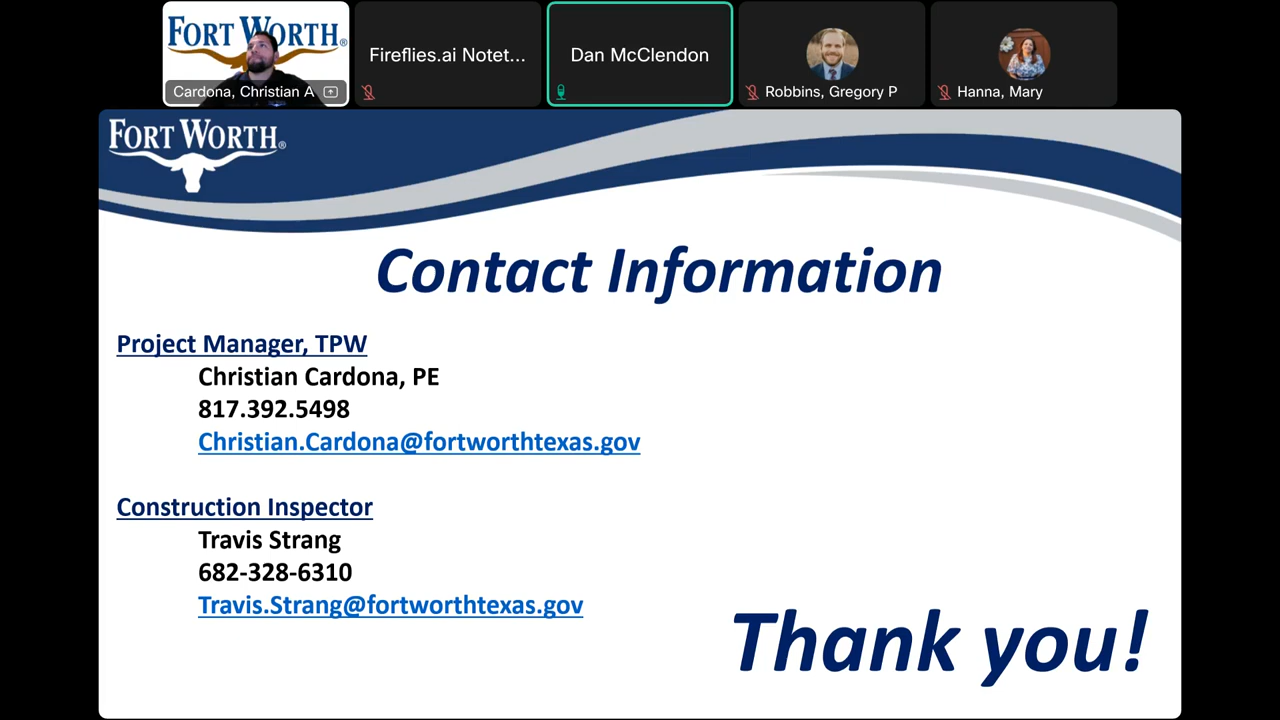 FORT WORTH®
Cardona, Christian A
Fireflies.ai Notet...
Dan McClendon
Robbins, Gregory P
Hanna, Mary
FORT WORTH®
Contact Information
Project Manager, TPW
Christian Cardona, PE
817.392.5498
Christian.Cardona@fortworthtexas.gov
Construction Inspector
Travis Strang
682-328-6310
Travis.Strang@fortworthtexas.gov
Thank you!